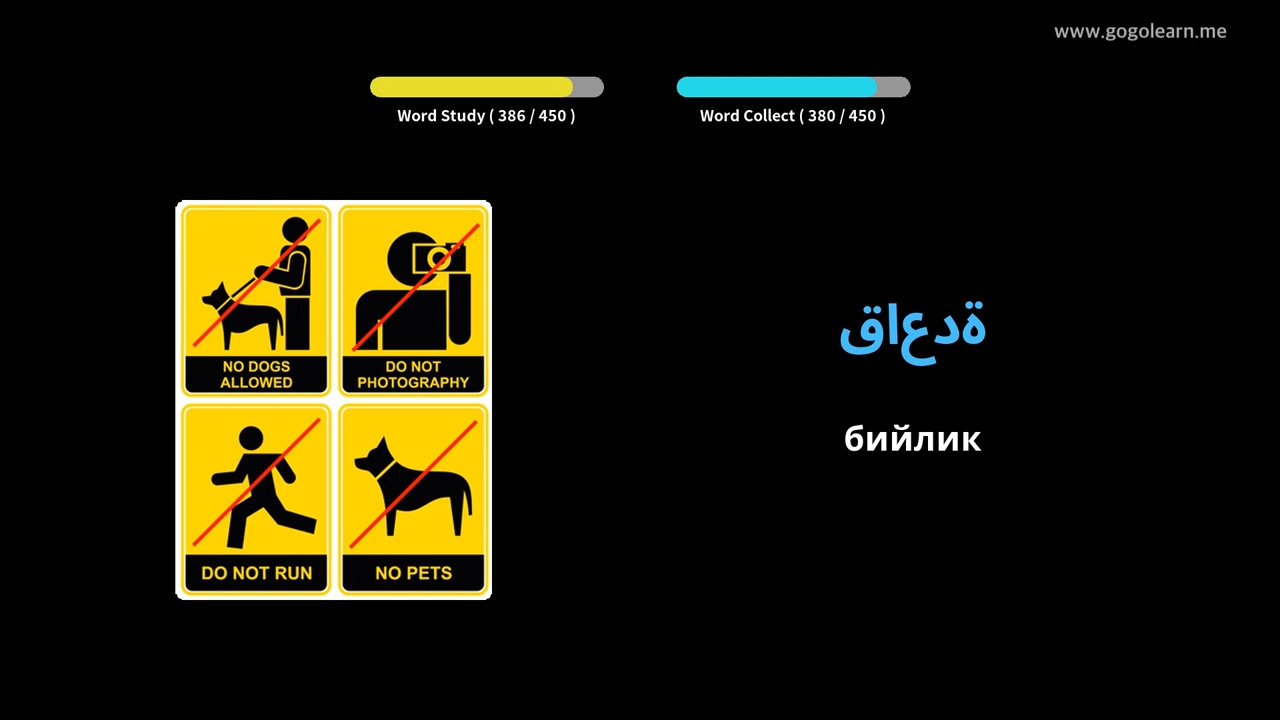 www.gogolearn.me
Word Study ( 386 / 450 )
Word Collect ( 380 / 450 )
NO DOGS
ALLOWED
DO NOT
PHOTOGRAPHY
DO NOT RUN
NO PETS
ةدعاق
бийлик